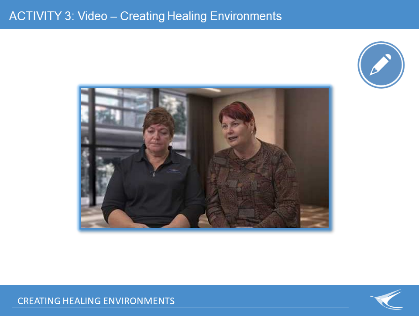 ACTIVITY 3: Video – Creating Healing Environments
CREATING HEALING ENVIRONMENTS